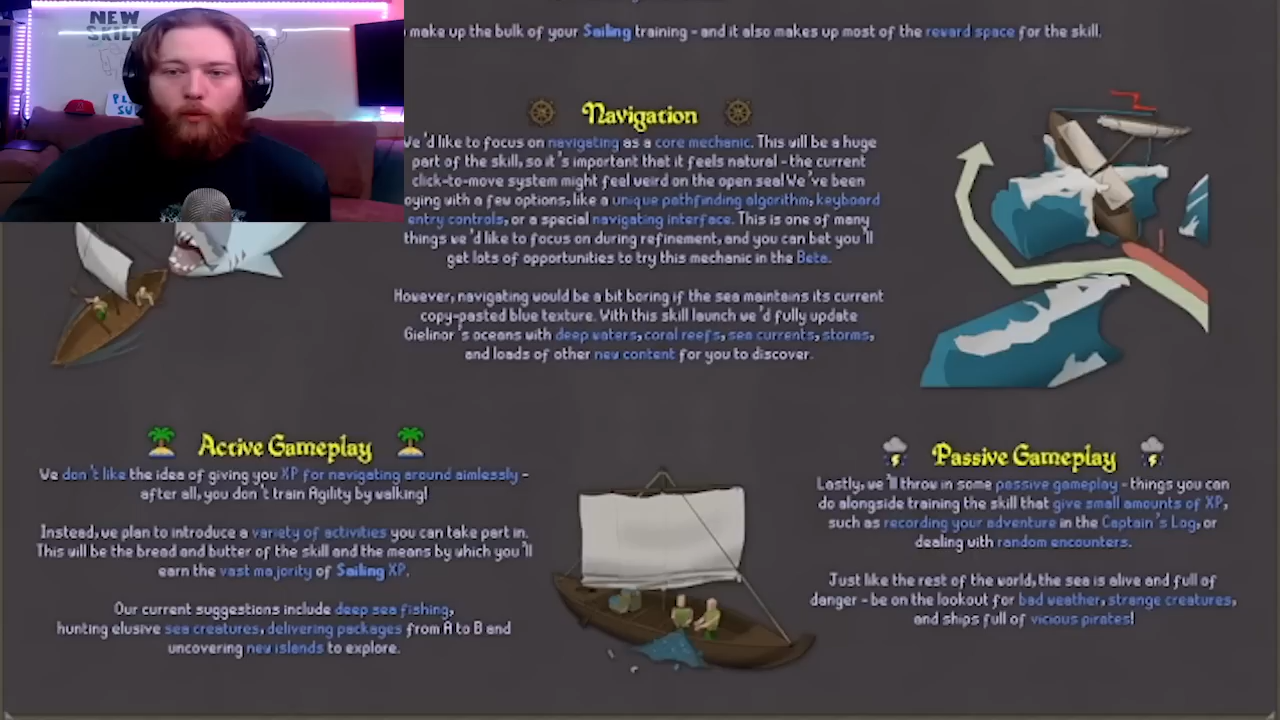 NEW
SKILL
make up the bulk of your Sailing training - and it also makes up most of the reward space for the skill.
Navigation
We'd like to focus on navigating as a core mechanic. This will be a huge
part of the skill, so it's important that it feels natural - the current
click-to-move system might feel weird on the open sea! We've been
toying with a few options, like a unique pathfinding algorithm, keyboard
entry controls, or a special navigating interface. This is one of many
things we'd like to focus on during refinement, and you can bet you'll
get lots of opportunities to try this mechanic in the Beta.
However, navigating would be a bit boring if the sea maintains its current
copy-pasted blue texture. With this skill launch we'd fully update
Gielinor's oceans with deep waters, coral reefs, sea currents, storms,
and loads of other new content for you to discover.
Active Gameplay
We don't like the idea of giving you XP for navigating around aimlessly -
after all, you don't train Agility by walking!
Instead, we plan to introduce a variety of activities you can take part in.
This will be the bread and butter of the skill and the means by which you'll
earn the vast majority of Sailing XP.
Our current suggestions include deep sea fishing,
hunting elusive sea creatures, delivering packages from A to B and
uncovering new islands to explore.
Passive Gameplay
Lastly, we'll throw in some passive gameplay - things you can
do alongside training the skill that give small amounts of XP,
such as recording your adventure in the Captain's Log, or
dealing with random encounters.
Just like the rest of the world, the sea is alive and full of
danger - be on the lookout for bad weather, strange creatures,
and ships full of vicious pirates!